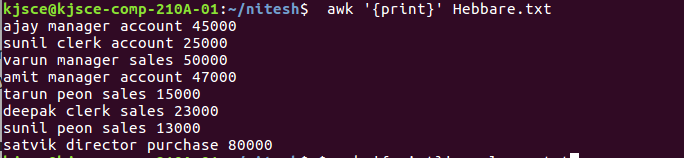 kjsce@kjsce-comp-210A-01:~/nitesh$  awk '{print}' Hebbare.txt
ajay manager account 45000
sunil clerk account 25000
varun manager sales 50000
amit manager account 47000
tarun peon sales 15000
deepak clerk sales 23000
sunil peon sales 13000
satvik director purchase 80000